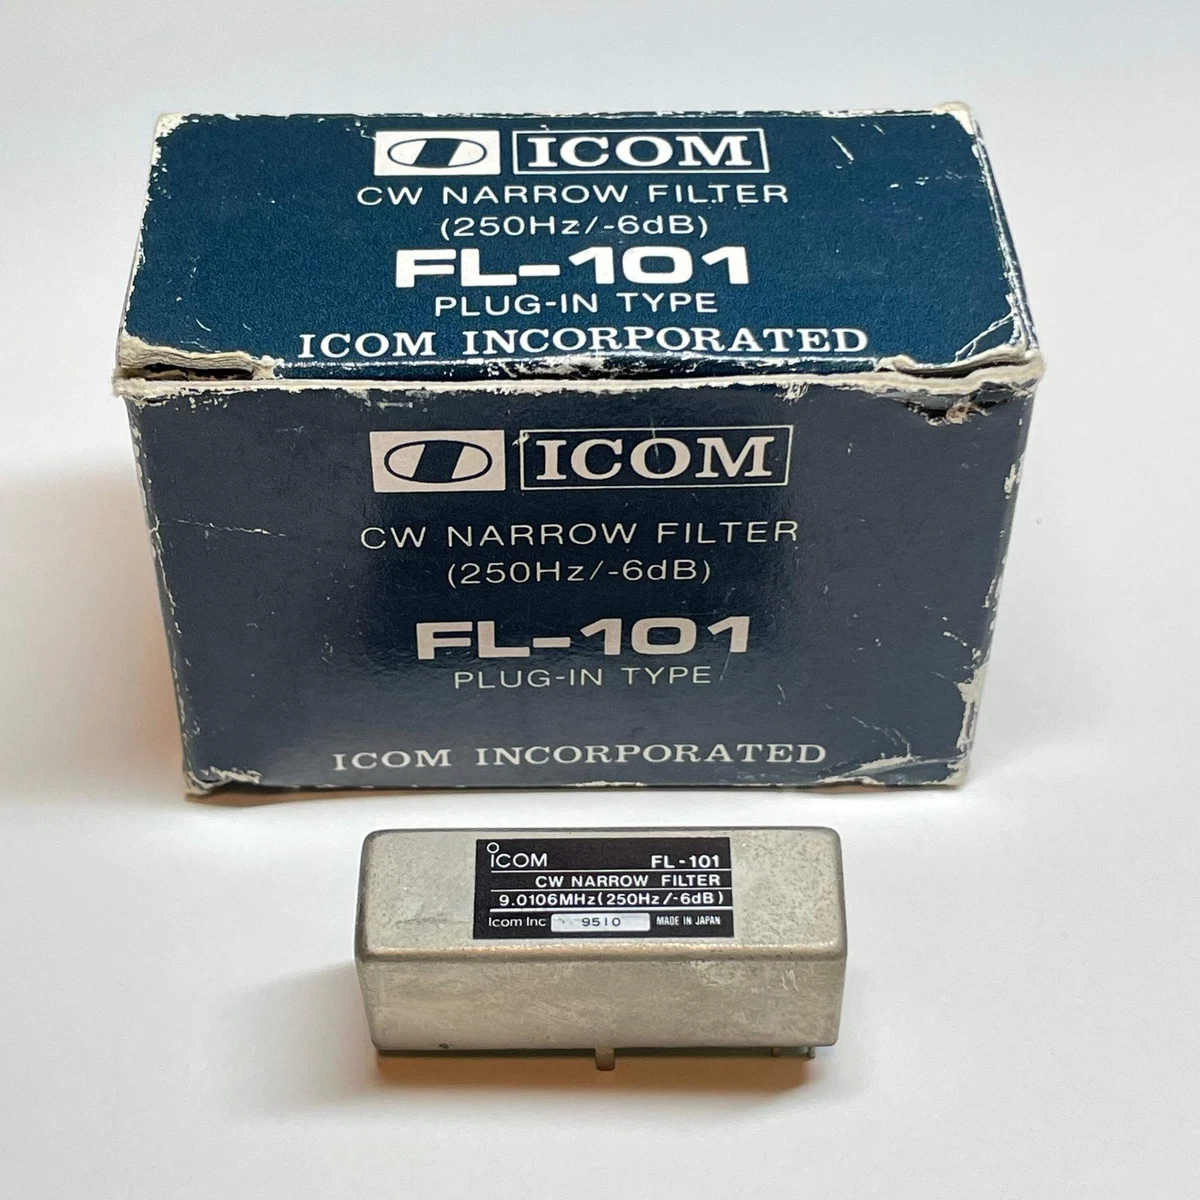 ICOM
CW NARROW FILTER
(250Hz/-6dB)
FL-101
PLUG-IN TYPE
ICOM INCORPORATED
ICOM
CW NARROW FILTER
(250Hz/-6dB)
FL-101
PLUG-IN TYPE
ICOM INCORPORATED
ICOM FL-101
CW NARROW FILTER
9.0106MHz(250Hz/-6dB)
Icom Inc 9510 MADE IN JAPAN